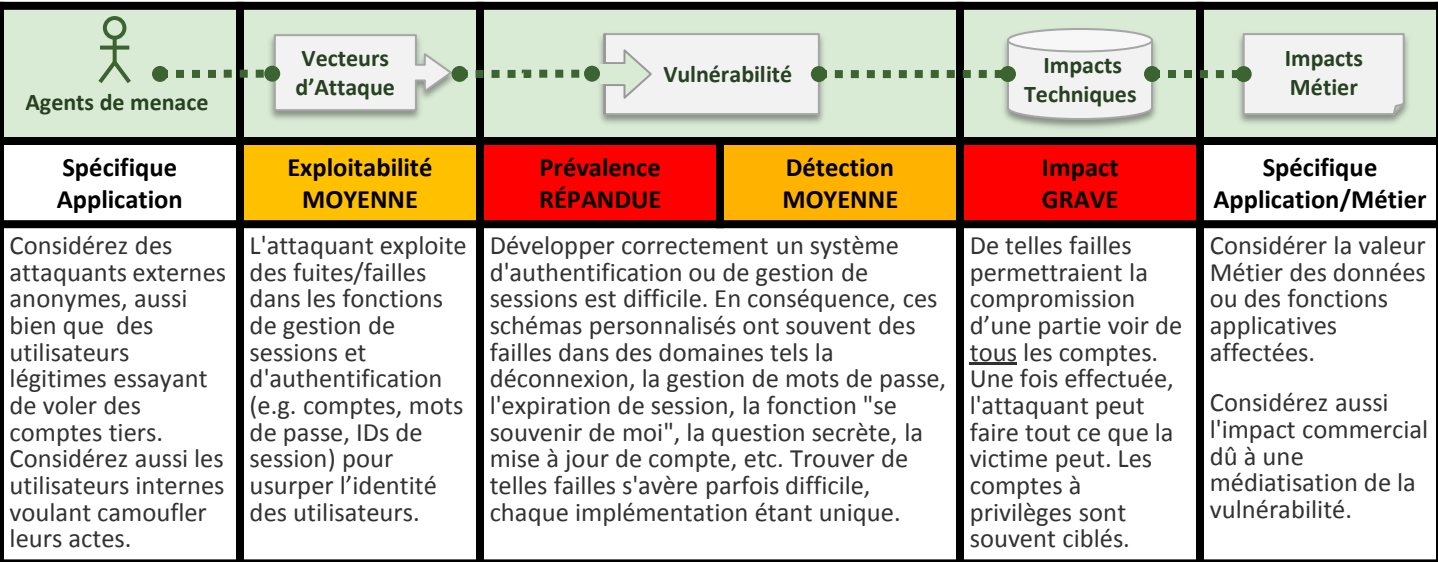 Agents de menace
Vecteurs
d’Attaque
Vulnérabilité
Impacts
Techniques
Impacts
Métier
Spécifique
Application
Exploitabilité
MOYENNE
Prévalence
RÉPANDUE
Détection
MOYENNE
Impact
GRAVE
Spécifique
Application/Métier
Considérez des
attaquants externes
anonymes, aussi
bien que des
utilisateurs
légitimes essayant
de voler des
comptes tiers.
Considérez aussi les
utilisateurs internes
voulant camoufler
leurs actes.
L'attaquant exploite
des fuites/failles
dans les fonctions
de gestion de
sessions et
d'authentification
(e.g. comptes, mots
de passe, IDs de
session) pour
usurper l’identité
des utilisateurs.
Développer correctement un système
d'authentification ou de gestion de
sessions est difficile. En conséquence, ces
schémas personnalisés ont souvent des
failles dans des domaines tels la
déconnexion, la gestion de mots de passe,
l'expiration de session, la fonction "se
souvenir de moi", la question secrète, la
mise à jour de compte, etc. Trouver de
telles failles s'avère parfois difficile,
chaque implémentation étant unique.
De telles failles
permettraient la
compromission
d’une partie voir de
tous les comptes.
Une fois effectuée,
l'attaquant peut
faire tout ce que la
victime peut. Les
comptes à
privilèges sont
souvent ciblés.
Considérer la valeur
Métier des données
ou des fonctions
applicatives
affectées.
Considérez aussi
l'impact commercial
dû à une
médiatisation de la
vulnérabilité.